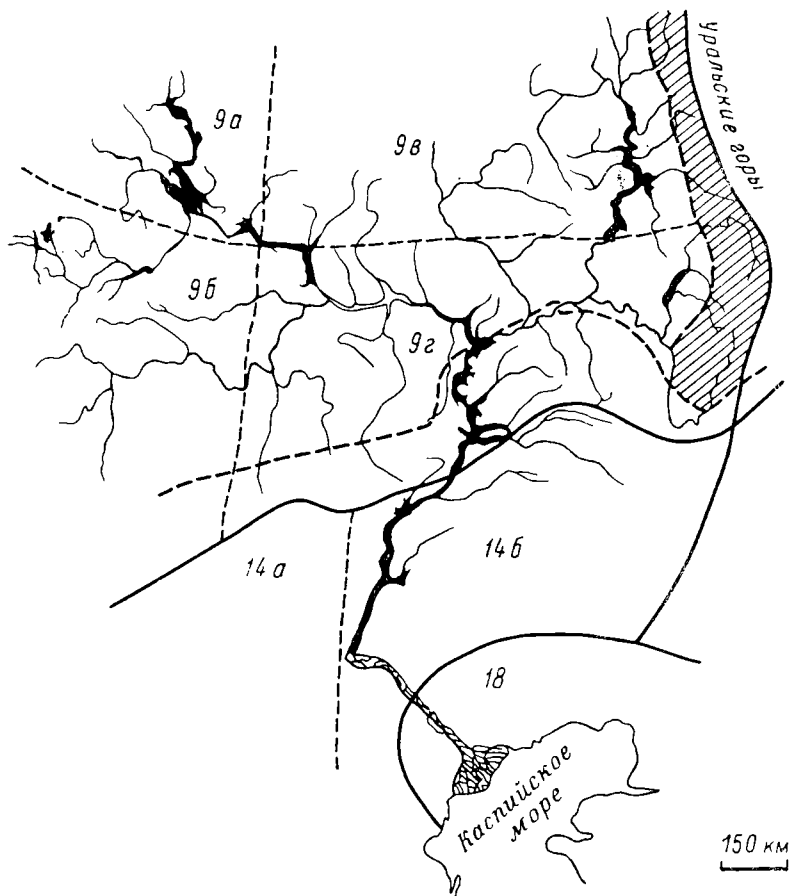 Уральские горы
9а
9в
9б
9г
14а
14б
18
Каспийское
море
150 км